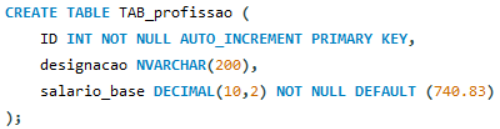 CREATE TABLE TAB_profissao (
    ID INT NOT NULL AUTO_INCREMENT PRIMARY KEY,
    designacao NVARCHAR(200),
    salario_base DECIMAL(10,2) NOT NULL DEFAULT (740.83)
);